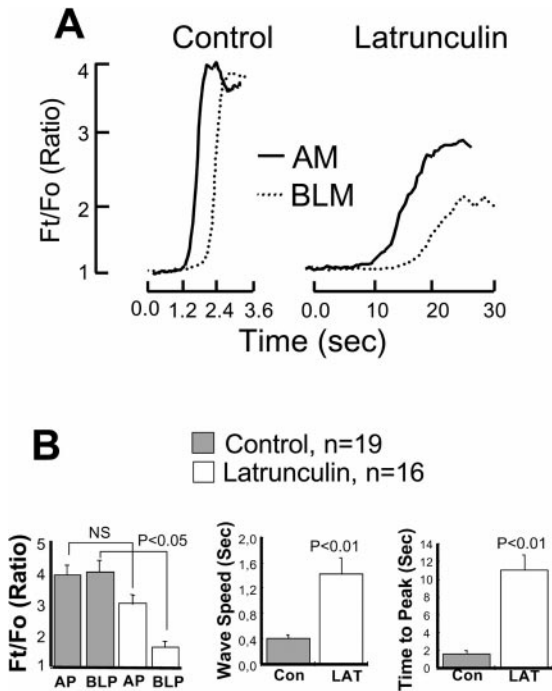 A
Control
Latrunculin
Ft/Fo (Ratio)
4
3
2
1
AM
BLM
0.0 1.2 2.4 3.6
0.0 10 20 30
Time (sec)
B
Control, n=19
Latrunculin, n=16
Ft/Fo (Ratio)
5
4
3
2
1
NS
P<0.05
AP BLP AP BLP
Wave Speed (Sec)
2,0
1,6
1,2
0,8
0,4
0,0
P<0.01
Con LAT
Time to Peak (Sec)
14
12
10
8
6
4
2
0
P<0.01
Con LAT